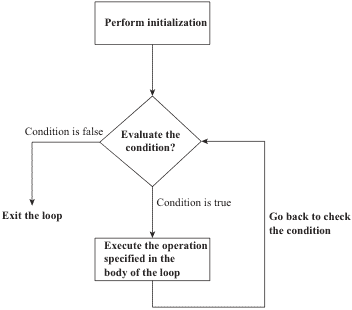 Perform initialization
Condition is false
Evaluate the
condition?
Condition is true
Exit the loop
Go back to check
the condition
Execute the operation
specified in the
body of the loop